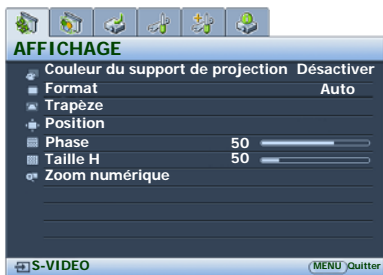 AFFICHAGE
Couleur du support de projection Désactiver
Format Auto
Trapèze
Position
Phase 50
Taille H 50
Zoom numérique
S-VIDEO MENU Quitter